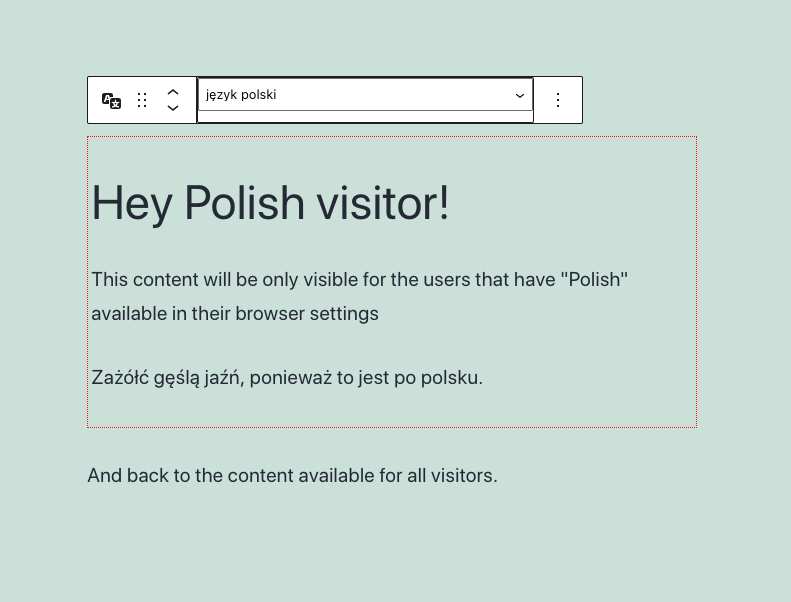 język polski
Hey Polish visitor!
This content will be only visible for the users that have "Polish"
available in their browser settings
Zażółć gęślą jaźń, ponieważ to jest po polsku.
And back to the content available for all visitors.